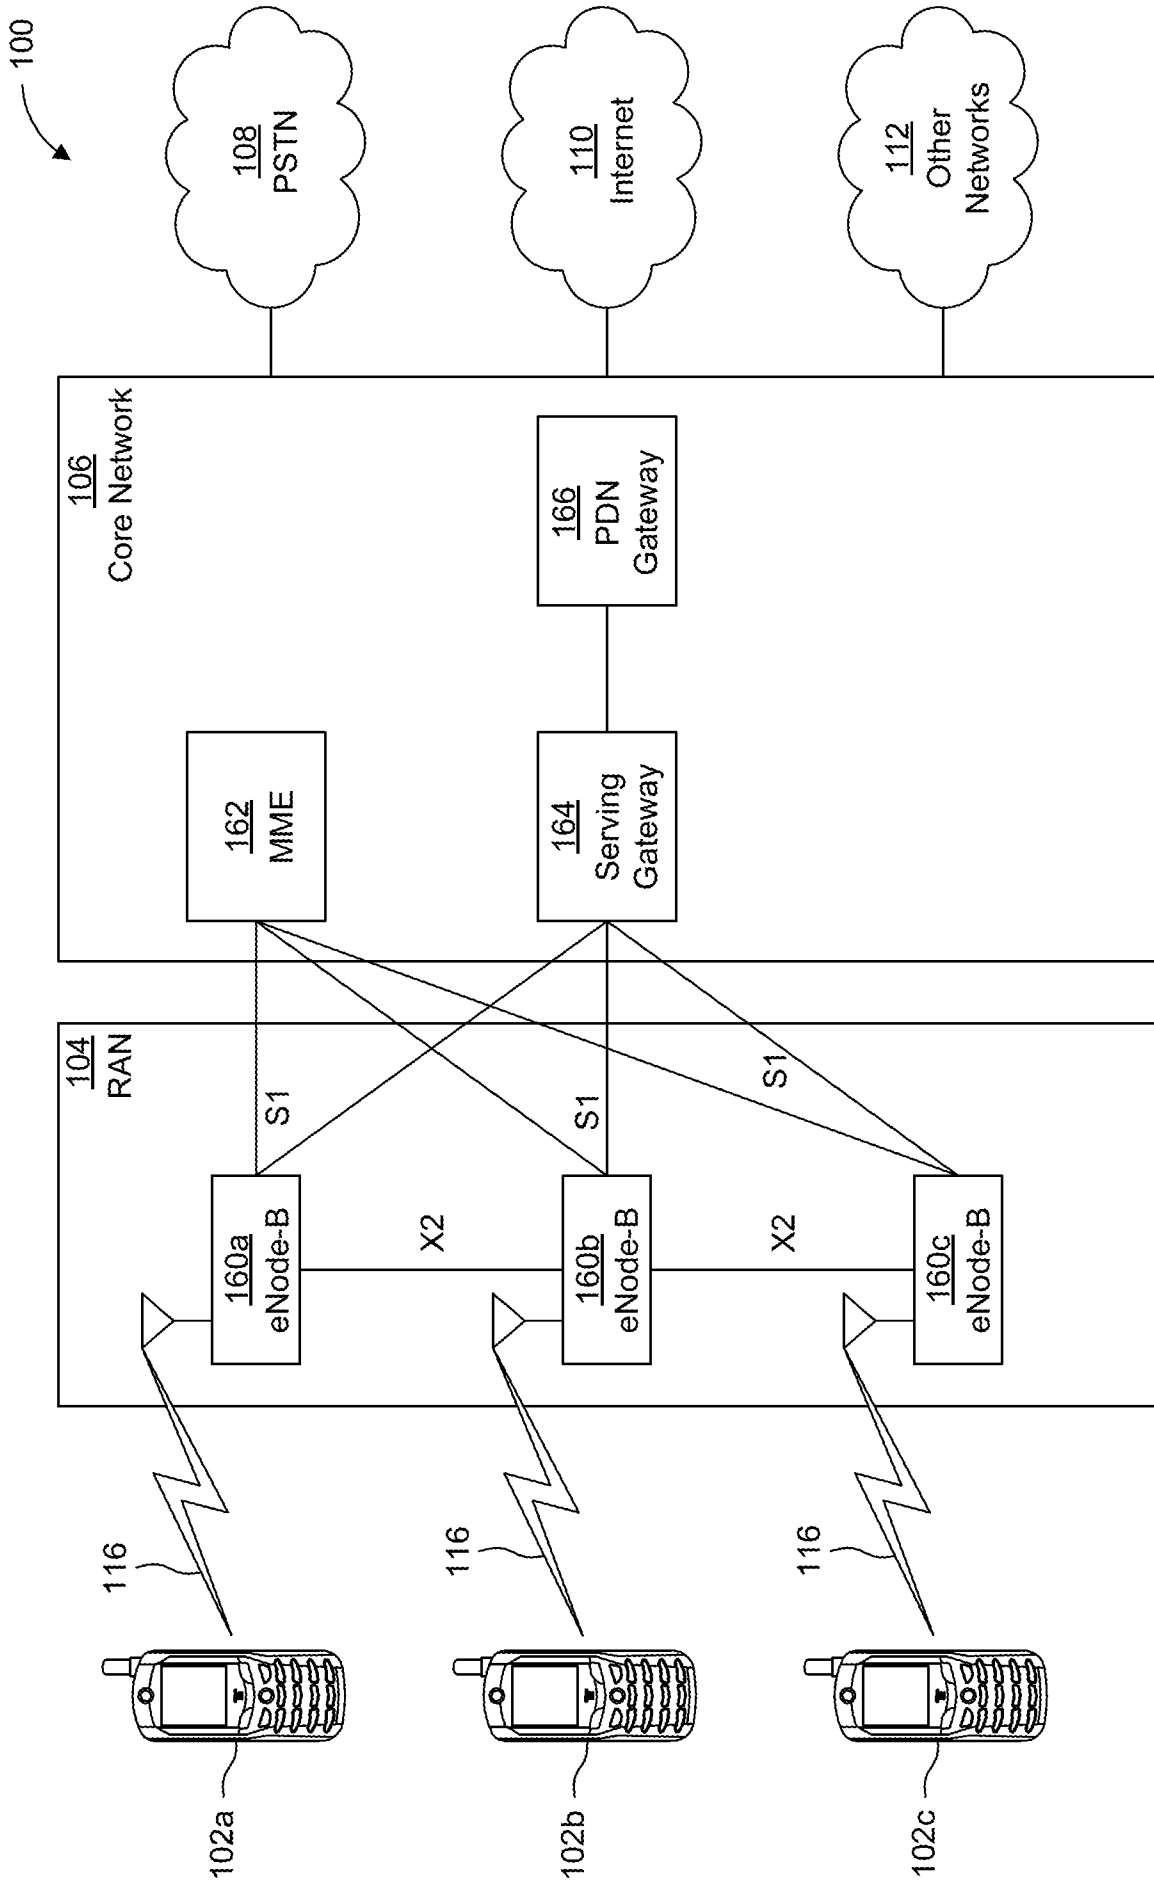 100
108
PSTN
110
Internet
112
Other
Networks
106
Core Network
166
PDN
Gateway
162
MME
164
Serving
Gateway
104
RAN
S1
S1
S1
160a
eNode-B
X2
160b
eNode-B
X2
160c
eNode-B
116
116
116
102a
102b
102c